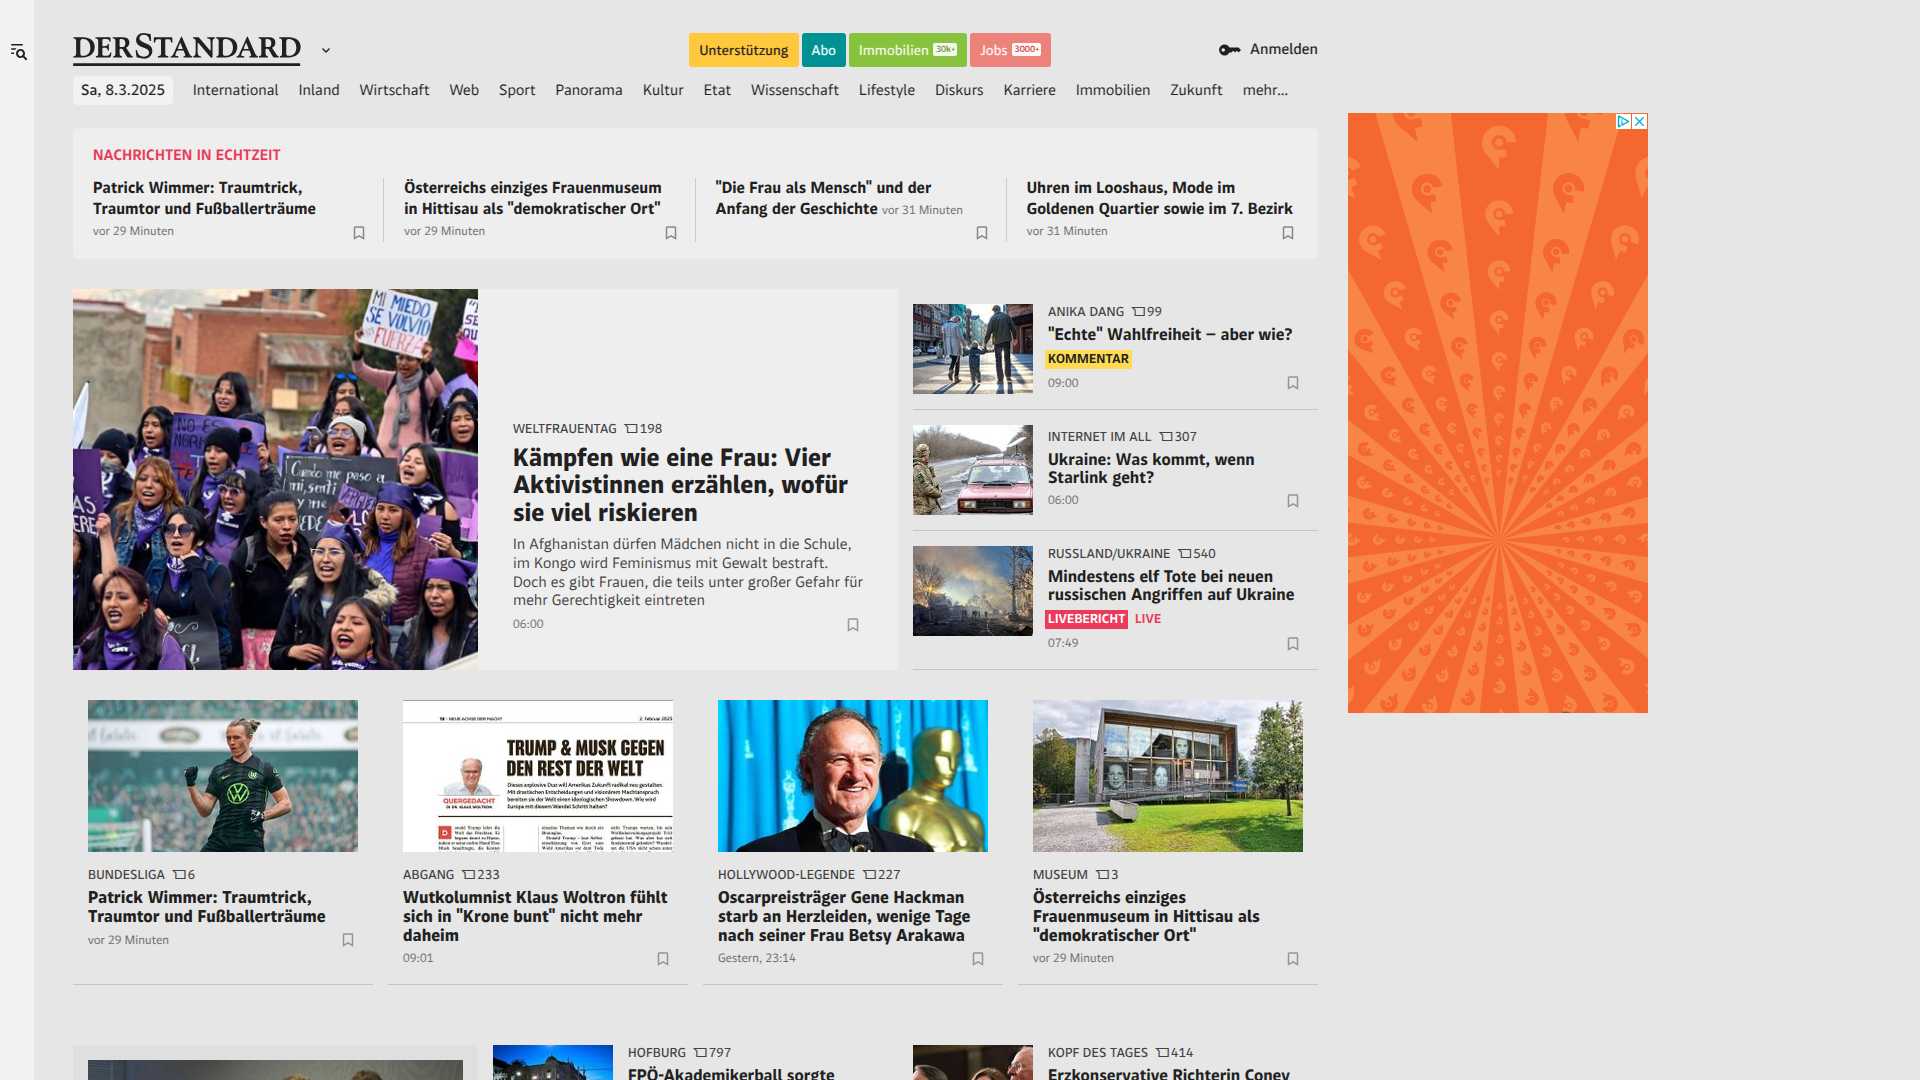 DERSTANDARD
Unterstützung
Abo
Immobilien 30k+
Jobs 3000+
Anmelden
Sa, 8.3.2025
International
Inland
Wirtschaft
Web
Sport
Panorama
Kultur
Etat
Wissenschaft
Lifestyle
Diskurs
Karriere
Immobilien
Zukunft
mehr...
NACHRICHTEN IN ECHTZEIT
Patrick Wimmer: Traumtrick,
Traumtor und Fußballerträume
vor 29 Minuten
Österreichs einziges Frauenmuseum
in Hittisau als "demokratischer Ort"
vor 29 Minuten
"Die Frau als Mensch" und der
Anfang der Geschichte vor 31 Minuten
Uhren im Looshaus, Mode im
Goldenen Quartier sowie im 7. Bezirk
vor 31 Minuten
MI MIEDO
SE VOLVIO
FUERZA
WELTFRAUENTAG 198
Kämpfen wie eine Frau: Vier
Aktivistinnen erzählen, wofür
sie viel riskieren
In Afghanistan dürfen Mädchen nicht in die Schule,
im Kongo wird Feminismus mit Gewalt bestraft.
Doch es gibt Frauen, die teils unter großer Gefahr für
mehr Gerechtigkeit eintreten
06:00
ANIKA DANG 99
"Echte" Wahlfreiheit – aber wie?
KOMMENTAR
09:00
INTERNET IM ALL 307
Ukraine: Was kommt, wenn
Starlink geht?
06:00
RUSSLAND/UKRAINE 540
Mindestens elf Tote bei neuen
russischen Angriffen auf Ukraine
LIVEBERICHT LIVE
07:49
BUNDESLIGA 6
Patrick Wimmer: Traumtrick,
Traumtor und Fußballerträume
vor 29 Minuten
2. Februar 2025
TRUMP & MUSK GEGEN
DEN REST DER WELT
QUERGEDACHT
ABGANG 233
Wutkolumnist Klaus Woltron fühlt
sich in "Krone bunt" nicht mehr
daheim
09:01
HOLLYWOOD-LEGENDE 227
Oscarpreisträger Gene Hackman
starb an Herzleiden, wenige Tage
nach seiner Frau Betsy Arakawa
Gestern, 23:14
MUSEUM 3
Österreichs einziges
Frauenmuseum in Hittisau als
"demokratischer Ort"
vor 29 Minuten
HOFBURG 797
FPÖ-Akademikerball sorgte
KOPF DES TAGES 414
Erzkonservative Richterin Coney